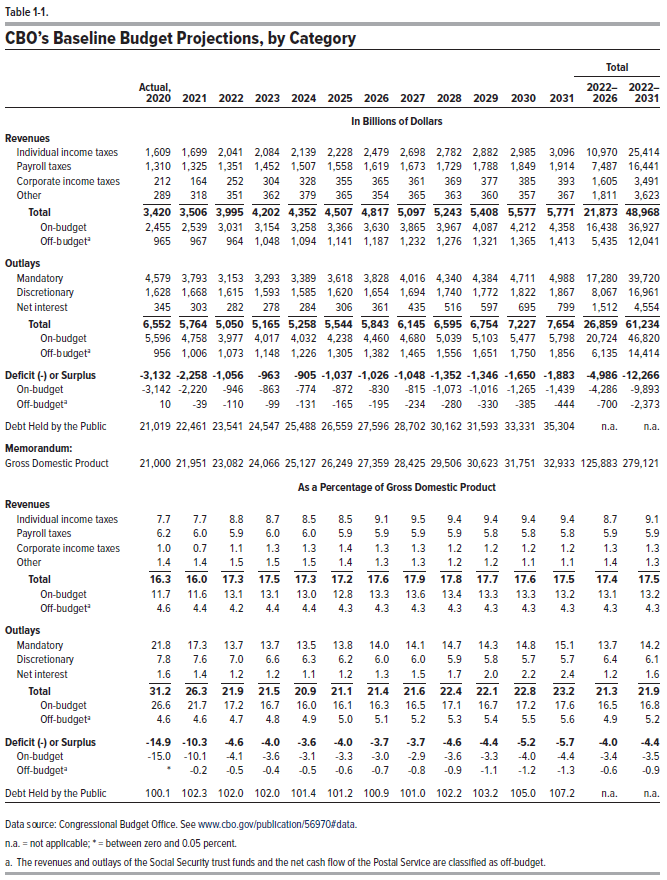 Table 1-1.
CBO's Baseline Budget Projections, by Category
Total
Actual, 2022– 2022–
2020 2021 2022 2023 2024 2025 2026 2027 2028 2029 2030 2031 2026 2031
In Billions of Dollars
Revenues
Individual income taxes 1,609 1,699 2,041 2,084 2,139 2,228 2,479 2,698 2,782 2,882 2,985 3,096 10,970 25,414
Payroll taxes 1,310 1,325 1,351 1,452 1,507 1,558 1,619 1,673 1,729 1,788 1,849 1,914 7,487 16,441
Corporate income taxes 212 164 252 304 328 355 365 361 369 377 385 393 1,605 3,491
Other 289 318 351 362 379 365 354 365 363 360 357 367 1,811 3,623
Total 3,420 3,506 3,995 4,202 4,352 4,507 4,817 5,097 5,243 5,408 5,577 5,771 21,873 48,968
On-budget 2,455 2,539 3,031 3,154 3,258 3,366 3,630 3,865 3,967 4,087 4,212 4,358 16,438 36,927
Off-budgetᵃ 965 967 964 1,048 1,094 1,141 1,187 1,232 1,276 1,321 1,365 1,413 5,435 12,041
Outlays
Mandatory 4,579 3,793 3,153 3,293 3,389 3,618 3,828 4,016 4,340 4,384 4,711 4,988 17,280 39,720
Discretionary 1,628 1,668 1,615 1,593 1,585 1,620 1,654 1,694 1,740 1,772 1,822 1,867 8,067 16,961
Net interest 345 303 282 278 284 306 361 435 516 597 695 799 1,512 4,554
Total 6,552 5,764 5,050 5,165 5,258 5,544 5,843 6,145 6,595 6,754 7,227 7,654 26,859 61,234
On-budget 5,596 4,758 3,977 4,017 4,032 4,238 4,460 4,680 5,039 5,103 5,477 5,798 20,724 46,820
Off-budgetᵃ 956 1,006 1,073 1,148 1,226 1,305 1,382 1,465 1,556 1,651 1,750 1,856 6,135 14,414
Deficit (-) or Surplus -3,132 -2,258 -1,056 -963 -905 -1,037 -1,026 -1,048 -1,352 -1,346 -1,650 -1,883 -4,986 -12,266
On-budget -3,142 -2,220 -946 -863 -774 -872 -830 -815 -1,073 -1,016 -1,265 -1,439 -4,286 -9,893
Off-budgetᵃ 10 -39 -110 -99 -131 -165 -195 -234 -280 -330 -385 -444 -700 -2,373
Debt Held by the Public 21,019 22,461 23,541 24,547 25,488 26,559 27,596 28,702 30,162 31,593 33,331 35,304 n.a. n.a.
Memorandum:
Gross Domestic Product 21,000 21,951 23,082 24,066 25,127 26,249 27,359 28,425 29,506 30,623 31,751 32,933 125,883 279,121
As a Percentage of Gross Domestic Product
Revenues
Individual income taxes 7.7 7.7 8.8 8.7 8.5 8.5 9.1 9.5 9.4 9.4 9.4 9.4 8.7 9.1
Payroll taxes 6.2 6.0 5.9 6.0 6.0 5.9 5.9 5.9 5.9 5.8 5.8 5.8 5.9 5.9
Corporate income taxes 1.0 0.7 1.1 1.3 1.3 1.4 1.3 1.3 1.2 1.2 1.2 1.2 1.3 1.3
Other 1.4 1.4 1.5 1.5 1.5 1.4 1.3 1.3 1.2 1.2 1.1 1.1 1.4 1.3
Total 16.3 16.0 17.3 17.5 17.3 17.2 17.6 17.9 17.8 17.7 17.6 17.5 17.4 17.5
On-budget 11.7 11.6 13.1 13.1 13.0 12.8 13.3 13.6 13.4 13.3 13.3 13.2 13.1 13.2
Off-budgetᵃ 4.6 4.4 4.2 4.4 4.4 4.3 4.3 4.3 4.3 4.3 4.3 4.3 4.3 4.3
Outlays
Mandatory 21.8 17.3 13.7 13.7 13.5 13.8 14.0 14.1 14.7 14.3 14.8 15.1 13.7 14.2
Discretionary 7.8 7.6 7.0 6.6 6.3 6.2 6.0 6.0 5.9 5.8 5.7 5.7 6.4 6.1
Net interest 1.6 1.4 1.2 1.2 1.1 1.2 1.3 1.5 1.7 2.0 2.2 2.4 1.2 1.6
Total 31.2 26.3 21.9 21.5 20.9 21.1 21.4 21.6 22.4 22.1 22.8 23.2 21.3 21.9
On-budget 26.6 21.7 17.2 16.7 16.0 16.1 16.3 16.5 17.1 16.7 17.2 17.6 16.5 16.8
Off-budgetᵃ 4.6 4.6 4.7 4.8 4.9 5.0 5.1 5.2 5.3 5.4 5.5 5.6 4.9 5.2
Deficit (-) or Surplus -14.9 -10.3 -4.6 -4.0 -3.6 -4.0 -3.7 -3.7 -4.6 -4.4 -5.2 -5.7 -4.0 -4.4
On-budget -15.0 -10.1 -4.1 -3.6 -3.1 -3.3 -3.0 -2.9 -3.6 -3.3 -4.0 -4.4 -3.4 -3.5
Off-budgetᵃ * -0.2 -0.5 -0.4 -0.5 -0.6 -0.7 -0.8 -0.9 -1.1 -1.2 -1.3 -0.6 -0.9
Debt Held by the Public 100.1 102.3 102.0 102.0 101.4 101.2 100.9 101.0 102.2 103.2 105.0 107.2 n.a. n.a.
Data source: Congressional Budget Office. See www.cbo.gov/publication/56970#data.
n.a. = not applicable; * = between zero and 0.05 percent.
a. The revenues and outlays of the Social Security trust funds and the net cash flow of the Postal Service are classified as off-budget.